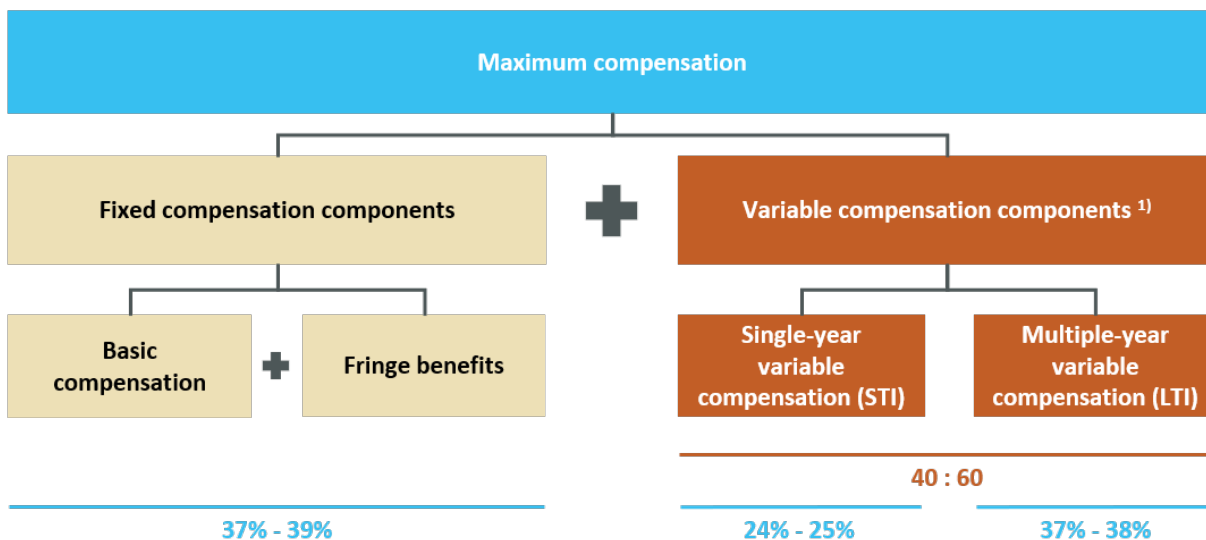 Maximum compensation
Fixed compensation components
Variable compensation components 1)
Basic
compensation
Fringe benefits
Single-year
variable
compensation (STI)
Multiple-year
variable
compensation (LTI)
40 : 60
37% - 39%
24% - 25%
37% - 38%